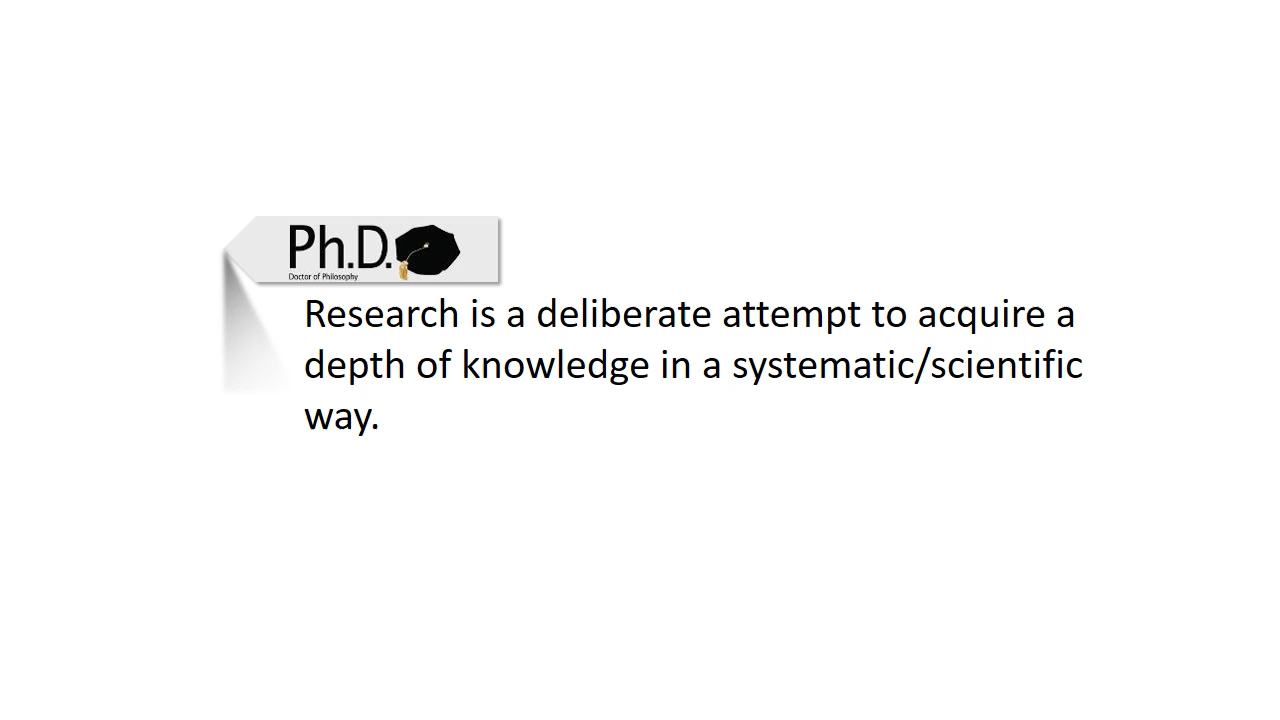 Ph.D.
Doctor of Philosophy
Research is a deliberate attempt to acquire a
depth of knowledge in a systematic/scientific
way.